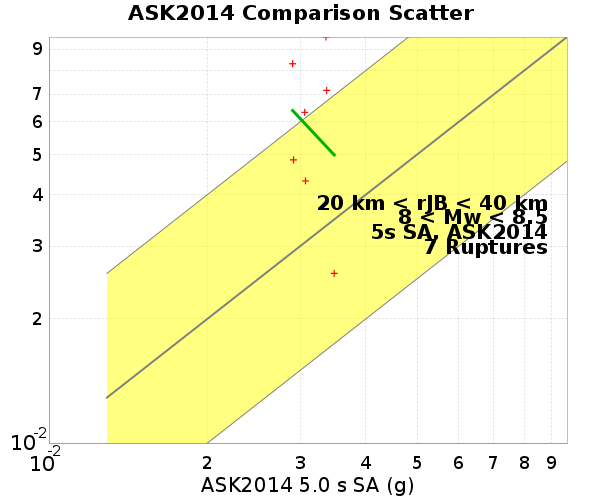 ASK2014 Comparison Scatter
9
7
6
5
4
3
2
10-2
10-2
2 3 4 5 6 7 8 9
20 km < rJB < 40 km
8 < Mw < 8.5
5s SA, ASK2014
7 Ruptures
ASK2014 5.0 s SA (g)